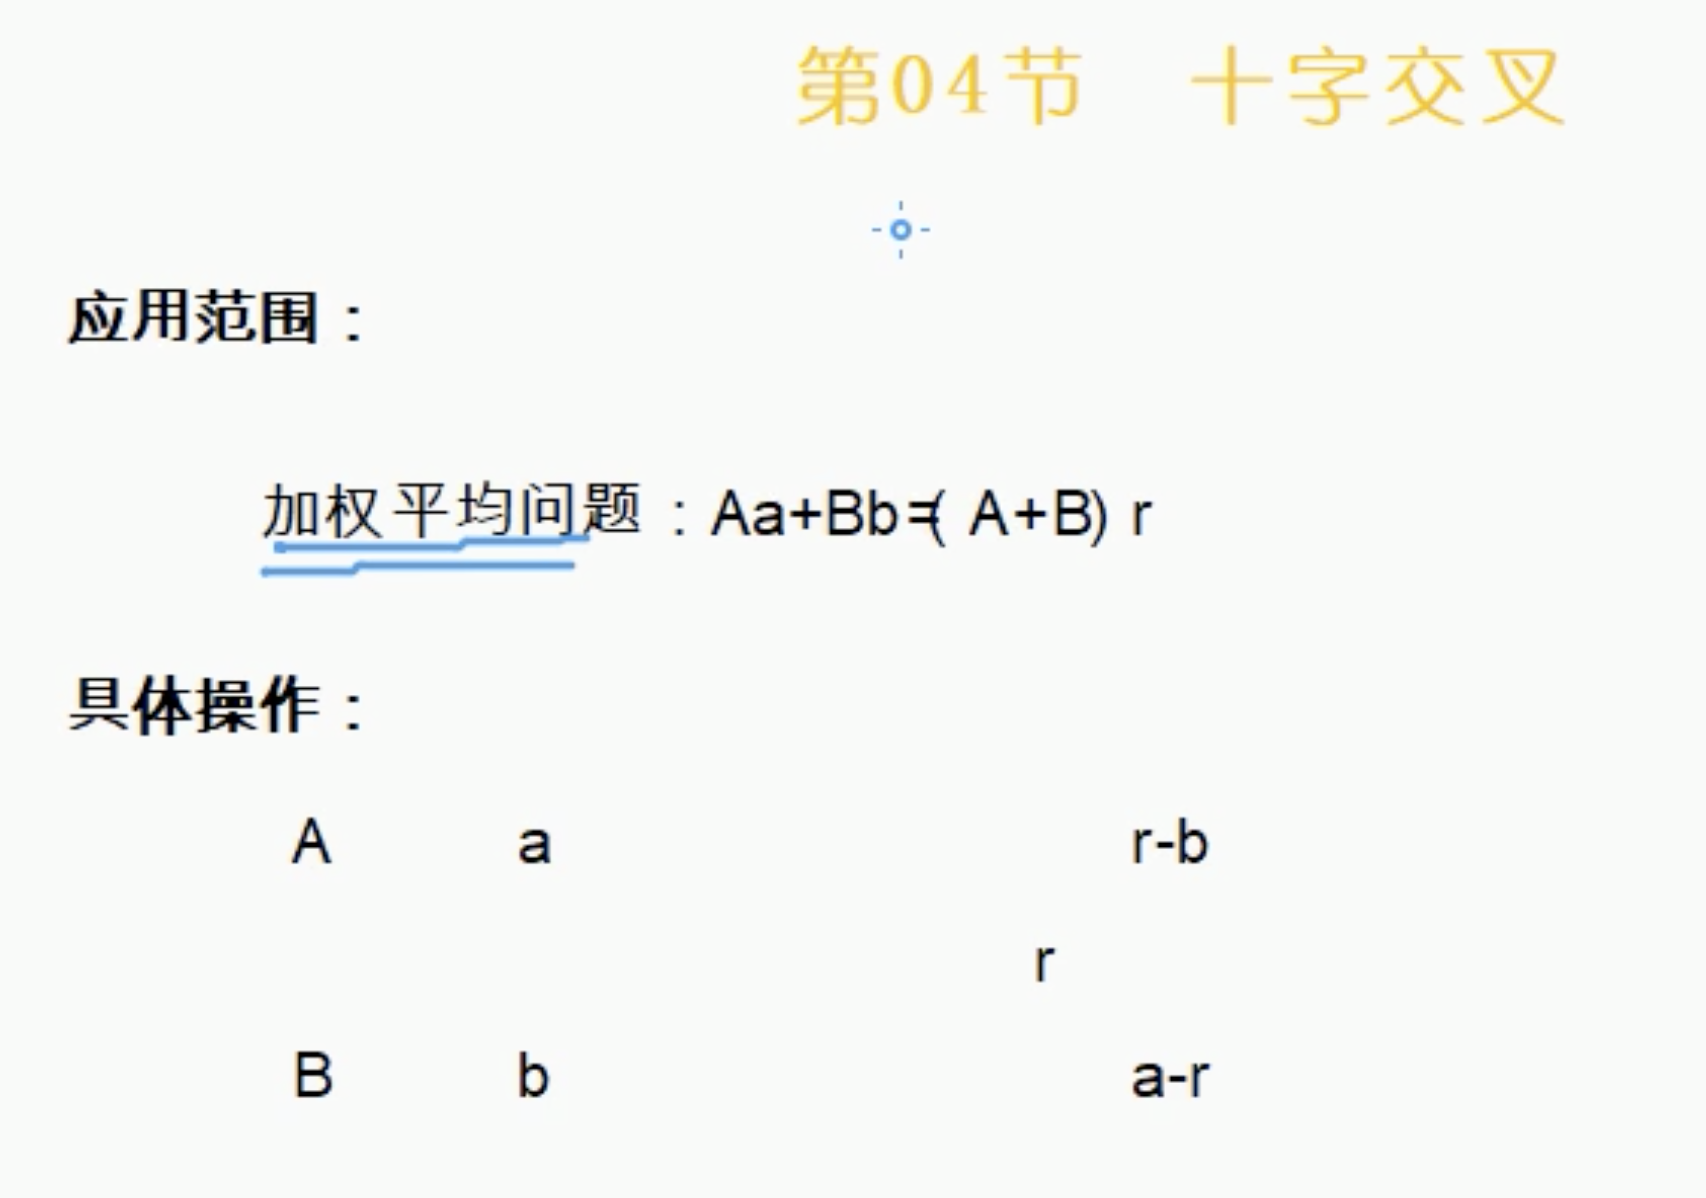 第04节 十字交叉
应用范围：
加权平均问题：Aa+Bb=( A+B) r
具体操作：
A a r-b
r
B b a-r